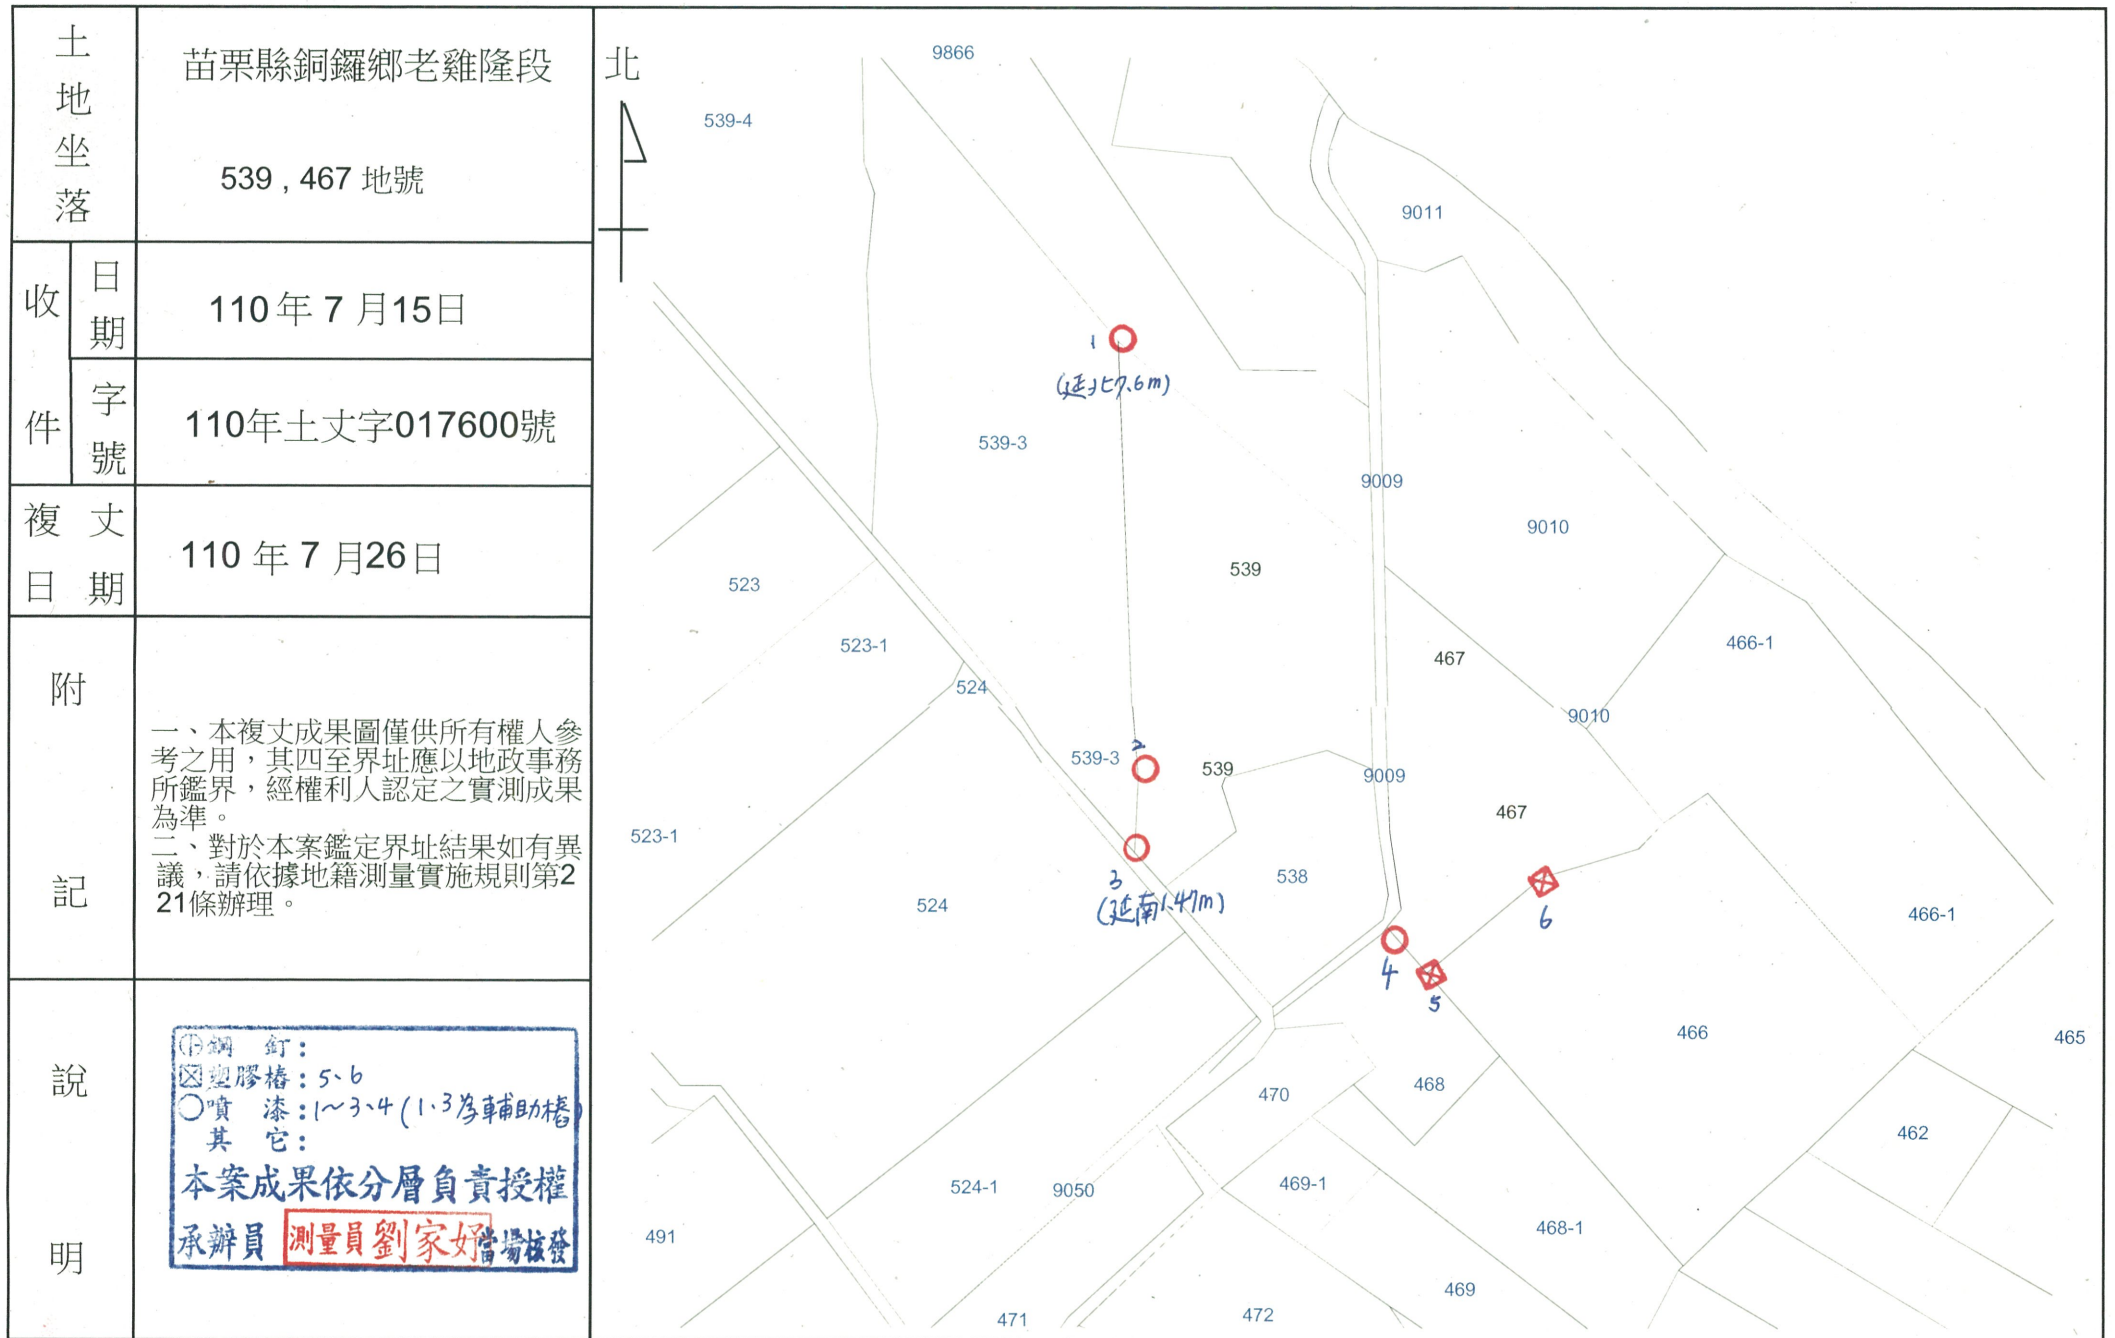 土地坐落
苗栗縣銅鑼鄉老雞隆段
539 , 467 地號
收件
日期
110 年 7 月15日
字號
110年土丈字017600號
複丈日期
110 年 7 月26日
附記
一、本複丈成果圖僅供所有權人參
考之用，其四至界址應以地政事務
所鑑界，經權利人認定之實測成果
為準。
二、對於本案鑑定界址結果如有異
議，請依據地籍測量實施規則第2
21條辦理。
說明
鋼 釘：
塑膠樁：5、6
噴 漆：1～3、4 (1、3為輔助樁)
其 它：
本案成果依分層負責授權
承辦員 測量員劉家妤當場核發
北
9866
539-4
9011
1
(延北7.6m)
539-3
9009
9010
539
523
523-1
467
466-1
524
9010
2
539-3
539
9009
467
523-1
3
(延南1.47m)
538
524
6
466-1
4
5
466
465
470
468
462
524-1
9050
469-1
491
468-1
469
471
472